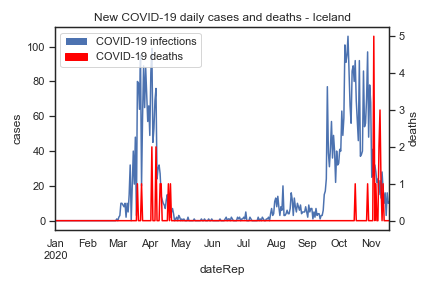 New COVID-19 daily cases and deaths - Iceland
COVID-19 infections
COVID-19 deaths
100
80
60
40
20
0
cases
5
4
3
2
1
0
deaths
Jan Feb Mar Apr May Jun Jul Aug Sep Oct Nov
2020
dateRep